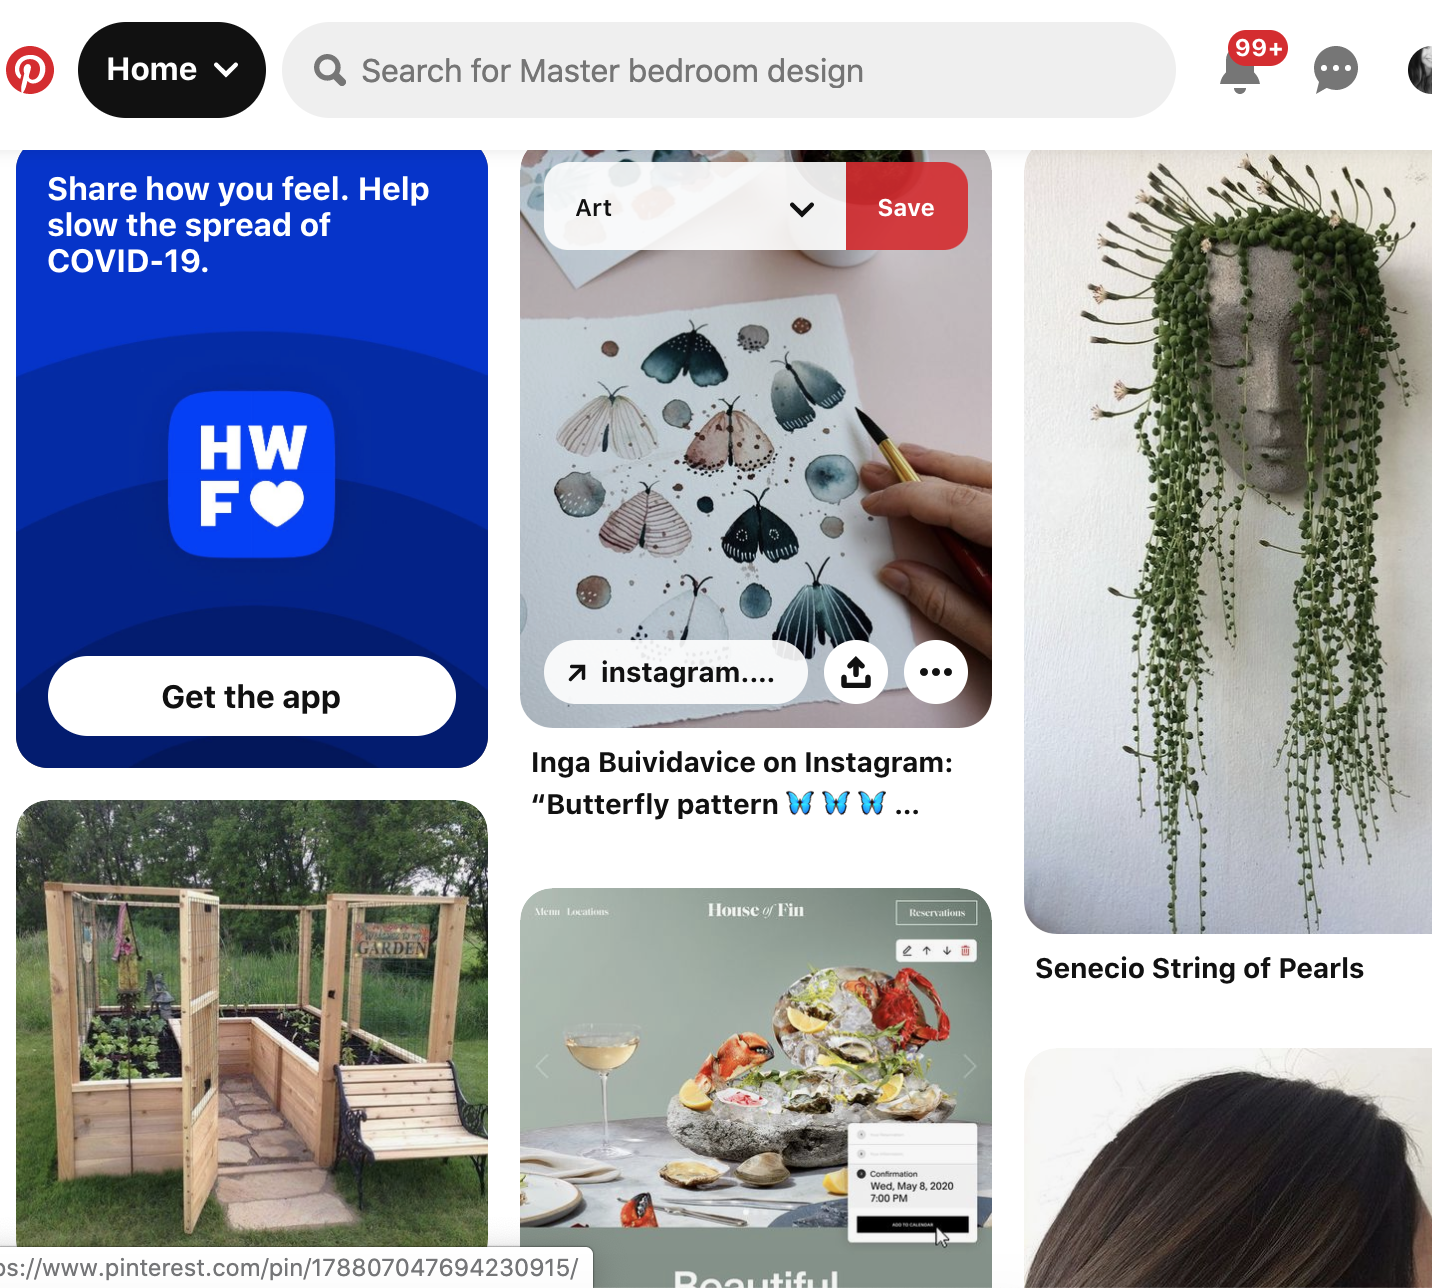 Home
Search for Master bedroom design
99+
Share how you feel. Help
slow the spread of
COVID-19.
HW
F
Get the app
Art
Save
instagram....
Inga Buividavice on Instagram:
“Butterfly pattern 🦋 🦋 🦋 ...
Senecio String of Pearls
GARDEN
Menu Locations
House of Fin
Reservations
Confirmation
Wed, May 8, 2020
7:00 PM
ADD TO CALENDAR
Beautiful
ps://www.pinterest.com/pin/178807047694230915/